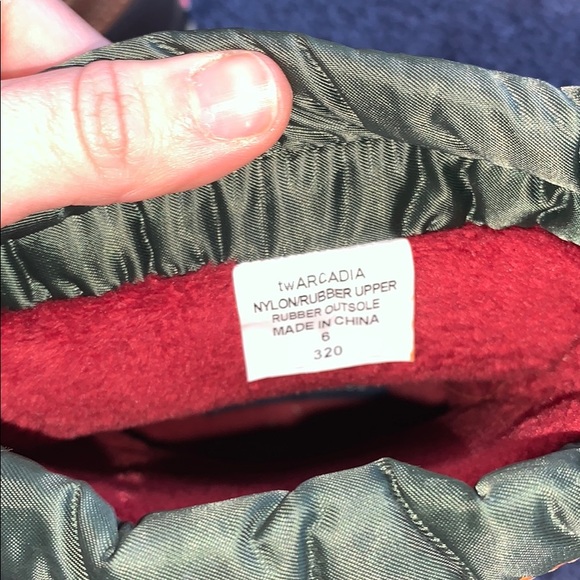 twARCADIA
NYLON/RUBBER UPPER
RUBBER OUTSOLE
MADE IN CHINA
6
320